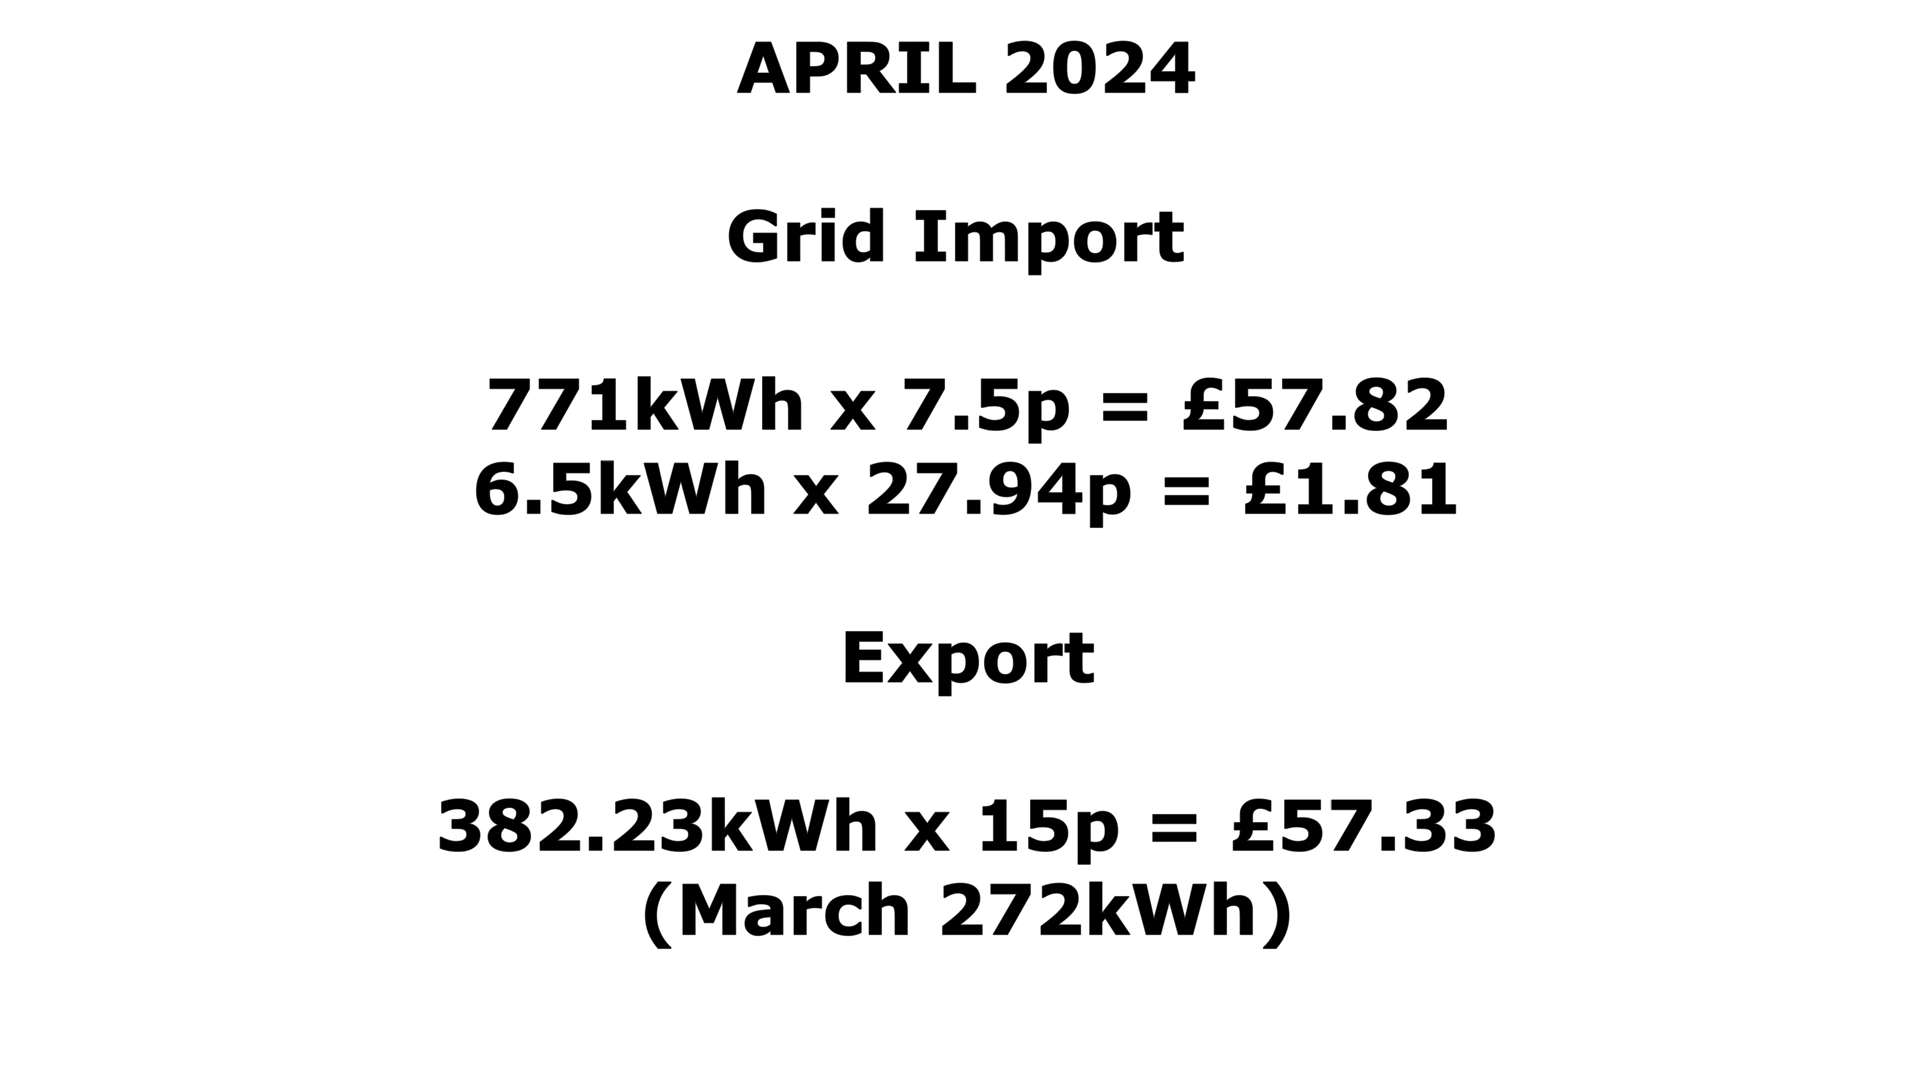 APRIL 2024
Grid Import
771kWh x 7.5p = £57.82
6.5kWh x 27.94p = £1.81
Export
382.23kWh x 15p = £57.33
(March 272kWh)